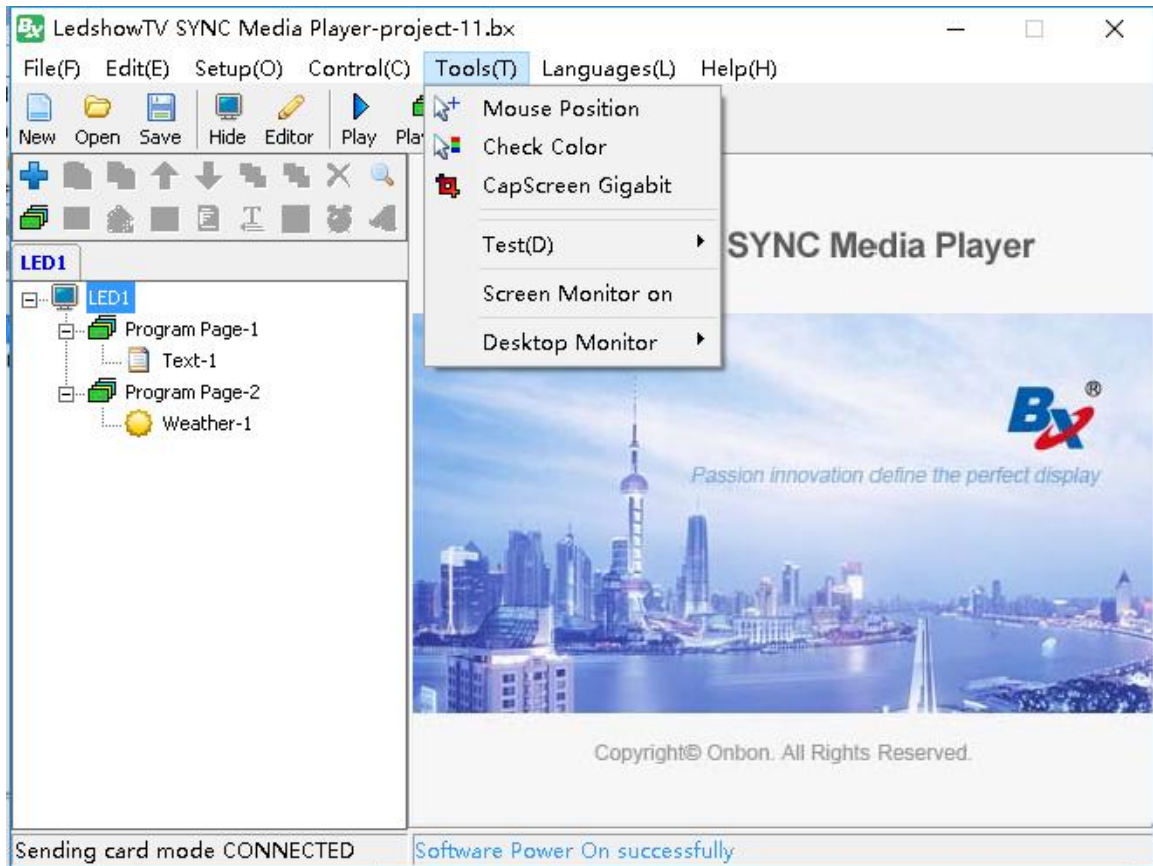 LedshowTV SYNC Media Player-project-11.bx
File(F) Edit(E) Setup(O) Control(C) Tools(T) Languages(L) Help(H)
New Open Save Hide Editor Play
Mouse Position
Check Color
CapScreen Gigabit
Test(D)
Screen Monitor on
Desktop Monitor
SYNC Media Player
LED1
LED1
Program Page-1
Text-1
Program Page-2
Weather-1
Bx®
Passion innovation define the perfect display
Copyright© Onbon. All Rights Reserved.
Sending card mode CONNECTED
Software Power On successfully